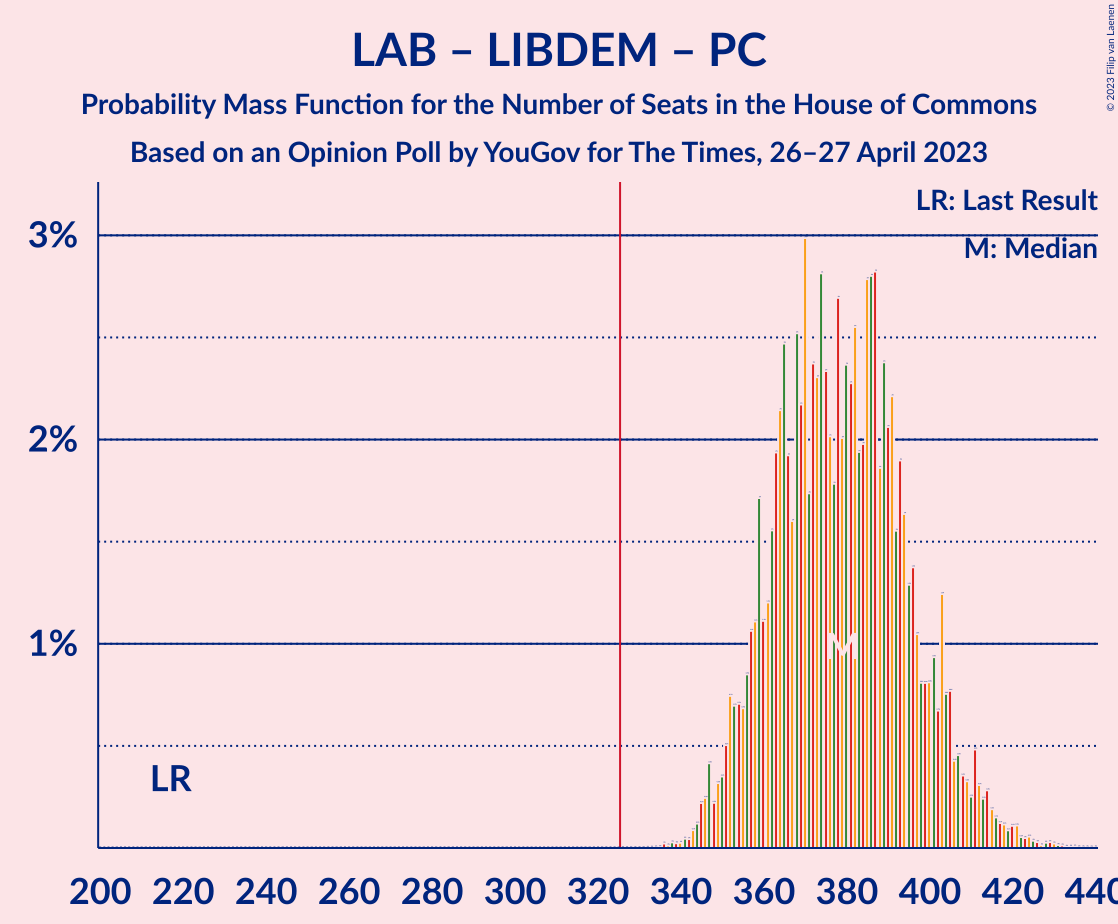 LAB – LIBDEM – PC
Probability Mass Function for the Number of Seats in the House of Commons
Based on an Opinion Poll by YouGov for The Times, 26–27 April 2023
© 2023 Filip van Laenen
LR: Last Result
M: Median
3%
2%
1%
M
LR
200 220 240 260 280 300 320 340 360 380 400 420 440